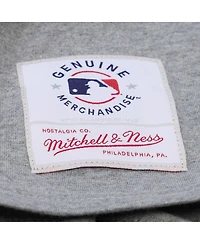 GENUINE
MERCHANDISE
NOSTALGIA CO.
Mitchell & Ness
PHILADELPHIA, PA.